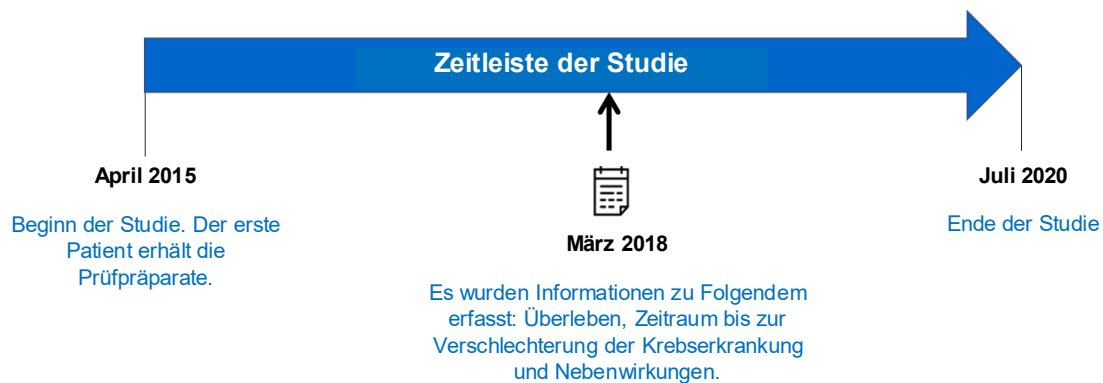 Zeitleiste der Studie
April 2015
Beginn der Studie. Der erste
Patient erhält die
Prüfpräparate.
März 2018
Es wurden Informationen zu Folgendem
erfasst: Überleben, Zeitraum bis zur
Verschlechterung der Krebserkrankung
und Nebenwirkungen.
Juli 2020
Ende der Studie